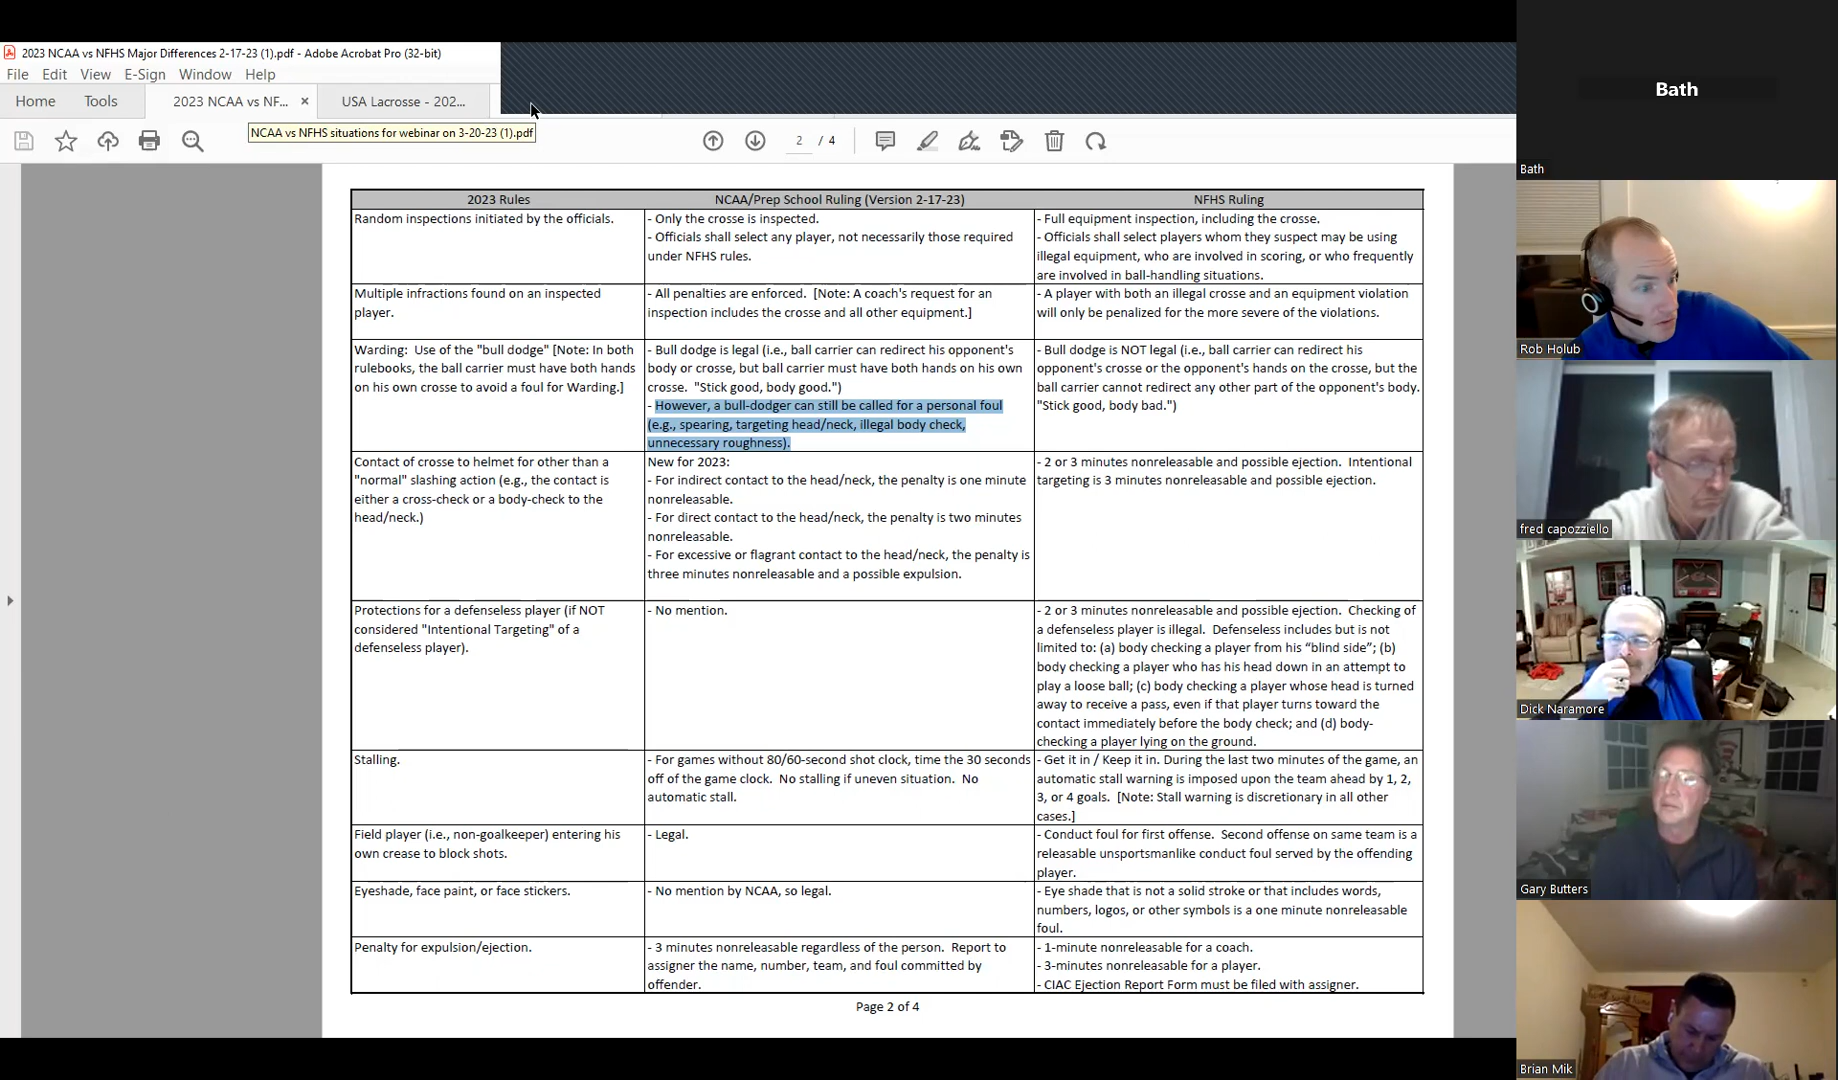 2023 NCAA vs NFHS Major Differences 2-17-23 (1).pdf - Adobe Acrobat Pro (32-bit)
File Edit View E-Sign Window Help
Home Tools 2023 NCAA vs NF... × USA Lacrosse - 202...
NCAA vs NFHS situations for webinar on 3-20-23 (1).pdf
2 / 4
2023 Rules
NCAA/Prep School Ruling (Version 2-17-23)
NFHS Ruling
Random inspections initiated by the officials.
- Only the crosse is inspected.
- Officials shall select any player, not necessarily those required
under NFHS rules.
- Full equipment inspection, including the crosse.
- Officials shall select players whom they suspect may be using
illegal equipment, who are involved in scoring, or who frequently
are involved in ball-handling situations.
Multiple infractions found on an inspected
player.
- All penalties are enforced. [Note: A coach's request for an
inspection includes the crosse and all other equipment.]
- A player with both an illegal crosse and an equipment violation
will only be penalized for the more severe of the violations.
Warding: Use of the "bull dodge" [Note: In both
rulebooks, the ball carrier must have both hands
on his own crosse to avoid a foul for Warding.]
- Bull dodge is legal (i.e., ball carrier can redirect his opponent's
body or crosse, but ball carrier must have both hands on his own
crosse. "Stick good, body good.")
- However, a bull-dodger can still be called for a personal foul
(e.g., spearing, targeting head/neck, illegal body check,
unnecessary roughness).
- Bull dodge is NOT legal (i.e., ball carrier can redirect his
opponent's crosse or the opponent's hands on the crosse, but the
ball carrier cannot redirect any other part of the opponent's body.
"Stick good, body bad.")
Contact of crosse to helmet for other than a
"normal" slashing action (e.g., the contact is
either a cross-check or a body-check to the
head/neck.)
New for 2023:
- For indirect contact to the head/neck, the penalty is one minute
nonreleasable.
- For direct contact to the head/neck, the penalty is two minutes
nonreleasable.
- For excessive or flagrant contact to the head/neck, the penalty is
three minutes nonreleasable and a possible expulsion.
- 2 or 3 minutes nonreleasable and possible ejection. Intentional
targeting is 3 minutes nonreleasable and possible ejection.
Protections for a defenseless player (if NOT
considered "Intentional Targeting" of a
defenseless player).
- No mention.
- 2 or 3 minutes nonreleasable and possible ejection. Checking of
a defenseless player is illegal. Defenseless includes but is not
limited to: (a) body checking a player from his “blind side”; (b)
body checking a player who has his head down in an attempt to
play a loose ball; (c) body checking a player whose head is turned
away to receive a pass, even if that player turns toward the
contact immediately before the body check; and (d) body-
checking a player lying on the ground.
Stalling.
- For games without 80/60-second shot clock, time the 30 seconds
off of the game clock. No stalling if uneven situation. No
automatic stall.
- Get it in / Keep it in. During the last two minutes of the game, an
automatic stall warning is imposed upon the team ahead by 1, 2,
3, or 4 goals. [Note: Stall warning is discretionary in all other
cases.]
Field player (i.e., non-goalkeeper) entering his
own crease to block shots.
- Legal.
- Conduct foul for first offense. Second offense on same team is a
releasable unsportsmanlike conduct foul served by the offending
player.
Eyeshade, face paint, or face stickers.
- No mention by NCAA, so legal.
- Eye shade that is not a solid stroke or that includes words,
numbers, logos, or other symbols is a one minute nonreleasable
foul.
Penalty for expulsion/ejection.
- 3 minutes nonreleasable regardless of the person. Report to
assigner the name, number, team, and foul committed by
offender.
- 1-minute nonreleasable for a coach.
- 3-minutes nonreleasable for a player.
- CIAC Ejection Report Form must be filed with assigner.
Page 2 of 4
Bath
Bath
Rob Holub
fred capozziello
Dick Naramore
Gary Butters
Brian Mik